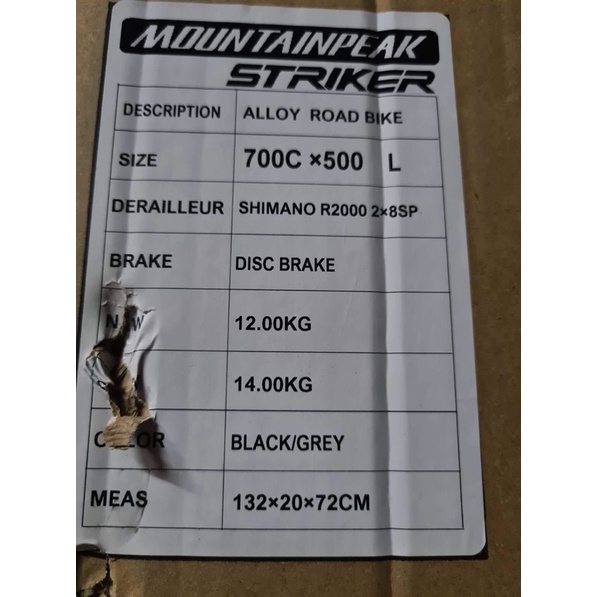 MOUNTAINPEAK
STRIKER
DESCRIPTION ALLOY ROAD BIKE
SIZE 700C ×500 L
DERAILLEUR SHIMANO R2000 2×8SP
BRAKE DISC BRAKE
12.00KG
14.00KG
BLACK/GREY
MEAS 132×20×72CM